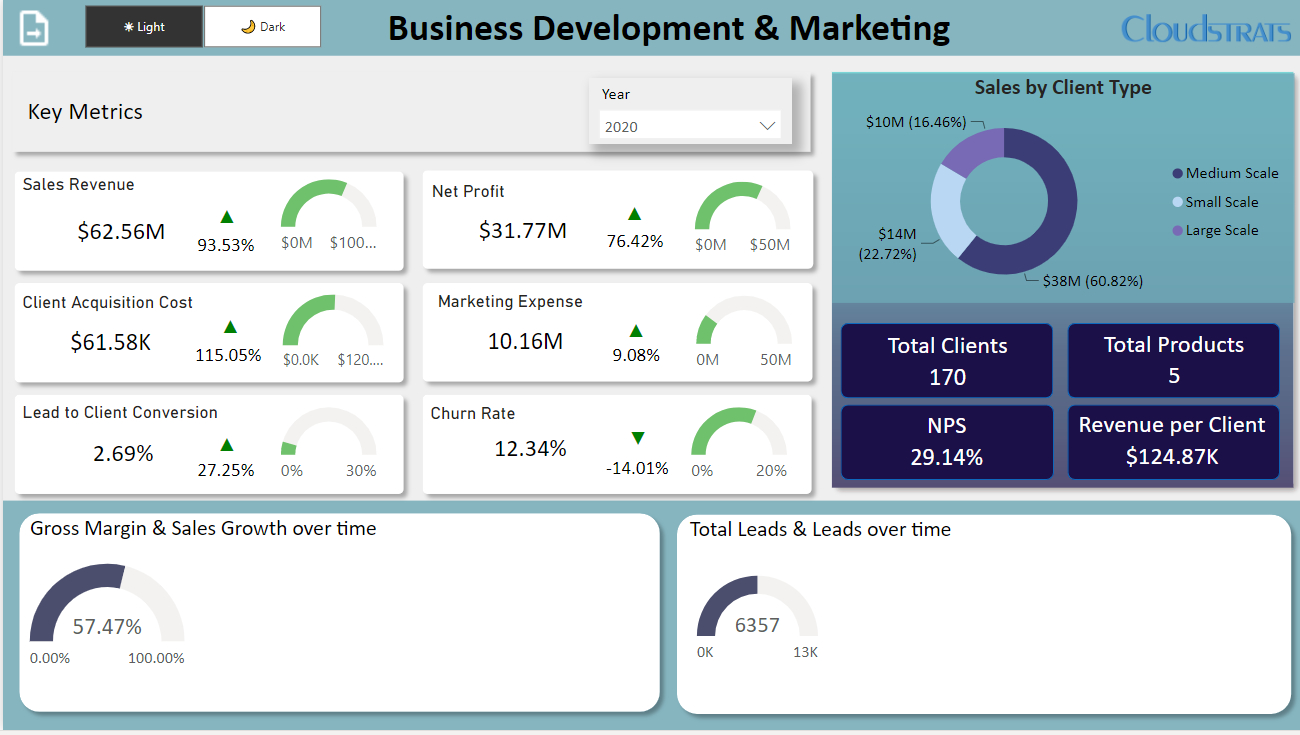 ☀ Light
🌙 Dark
Business Development & Marketing
CLOUDSTRATS
Key Metrics
Year
2020
Sales Revenue
$62.56M
93.53%
$0M $100...
Net Profit
$31.77M
76.42%
$0M $50M
Client Acquisition Cost
$61.58K
115.05%
$0.0K $120....
Marketing Expense
10.16M
9.08%
0M 50M
Lead to Client Conversion
2.69%
27.25%
0% 30%
Churn Rate
12.34%
-14.01%
0% 20%
Sales by Client Type
$10M (16.46%)
$14M
(22.72%)
$38M (60.82%)
Medium Scale
Small Scale
Large Scale
Total Clients
170
Total Products
5
NPS
29.14%
Revenue per Client
$124.87K
Gross Margin & Sales Growth over time
57.47%
0.00% 100.00%
Total Leads & Leads over time
6357
0K 13K